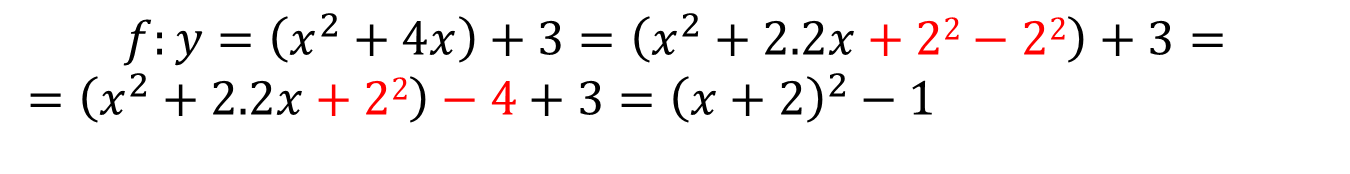 f: y = (x² + 4x) + 3 = (x² + 2.2x + 2² − 2²) + 3 =
= (x² + 2.2x + 2²) − 4 + 3 = (x + 2)² − 1